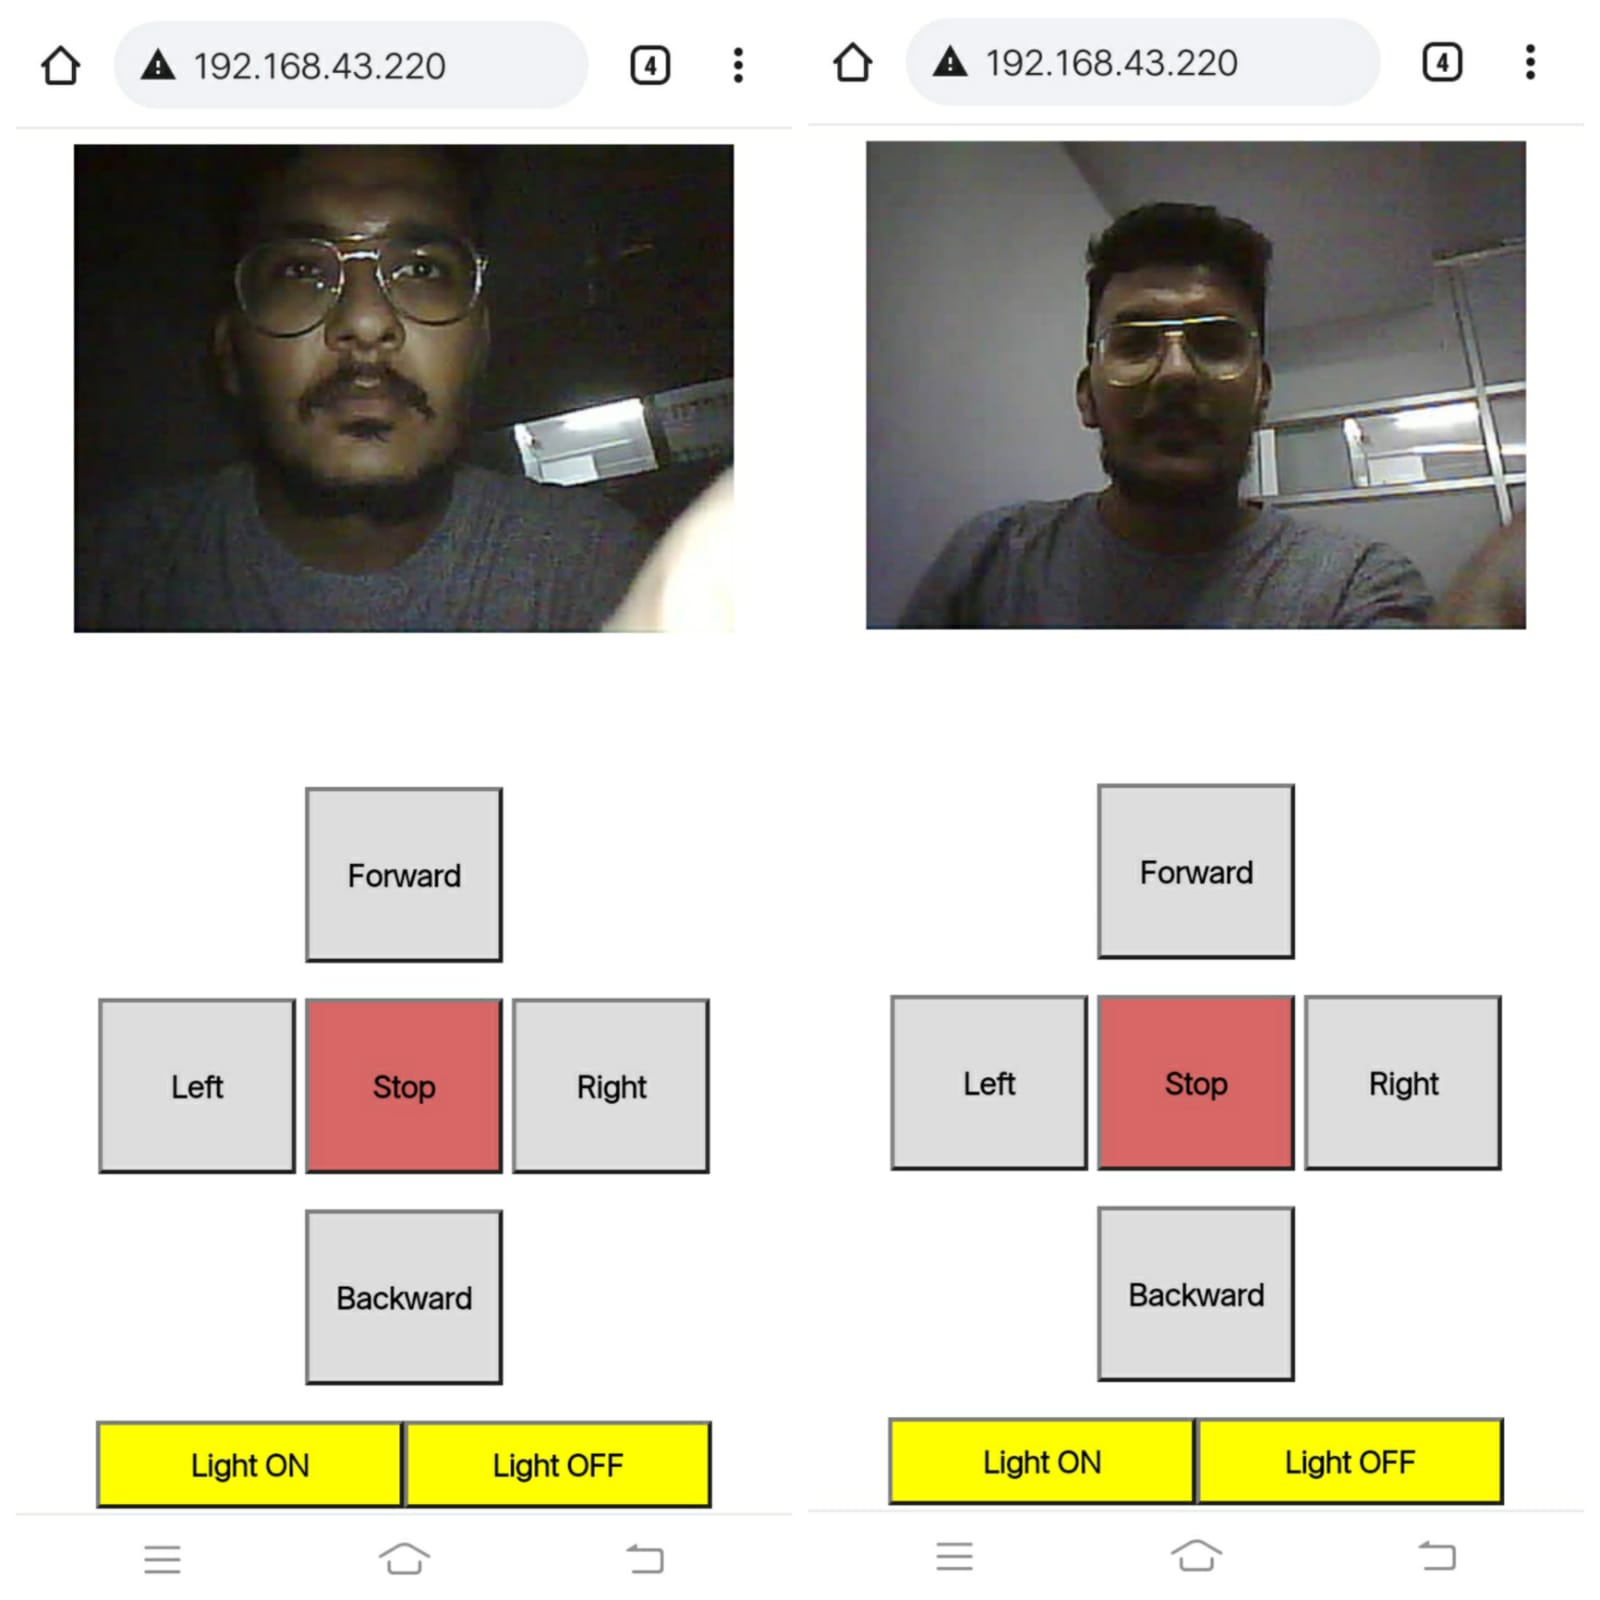 192.168.43.220
4
Forward
Left Stop Right
Backward
Light ON Light OFF
192.168.43.220
4
Forward
Left Stop Right
Backward
Light ON Light OFF